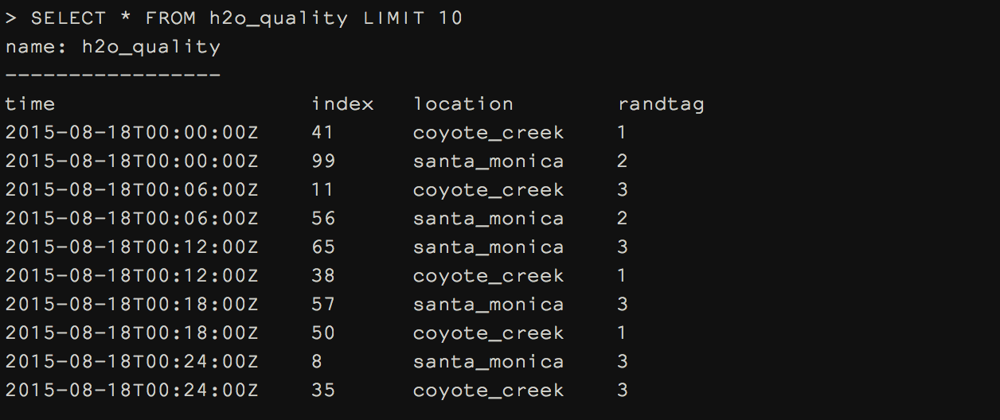 > SELECT * FROM h2o_quality LIMIT 10
name: h2o_quality
-----------------
time index location randtag
2015-08-18T00:00:00Z 41 coyote_creek 1
2015-08-18T00:00:00Z 99 santa_monica 2
2015-08-18T00:06:00Z 11 coyote_creek 3
2015-08-18T00:06:00Z 56 santa_monica 2
2015-08-18T00:12:00Z 65 santa_monica 3
2015-08-18T00:12:00Z 38 coyote_creek 1
2015-08-18T00:18:00Z 57 santa_monica 3
2015-08-18T00:18:00Z 50 coyote_creek 1
2015-08-18T00:24:00Z 8 santa_monica 3
2015-08-18T00:24:00Z 35 coyote_creek 3